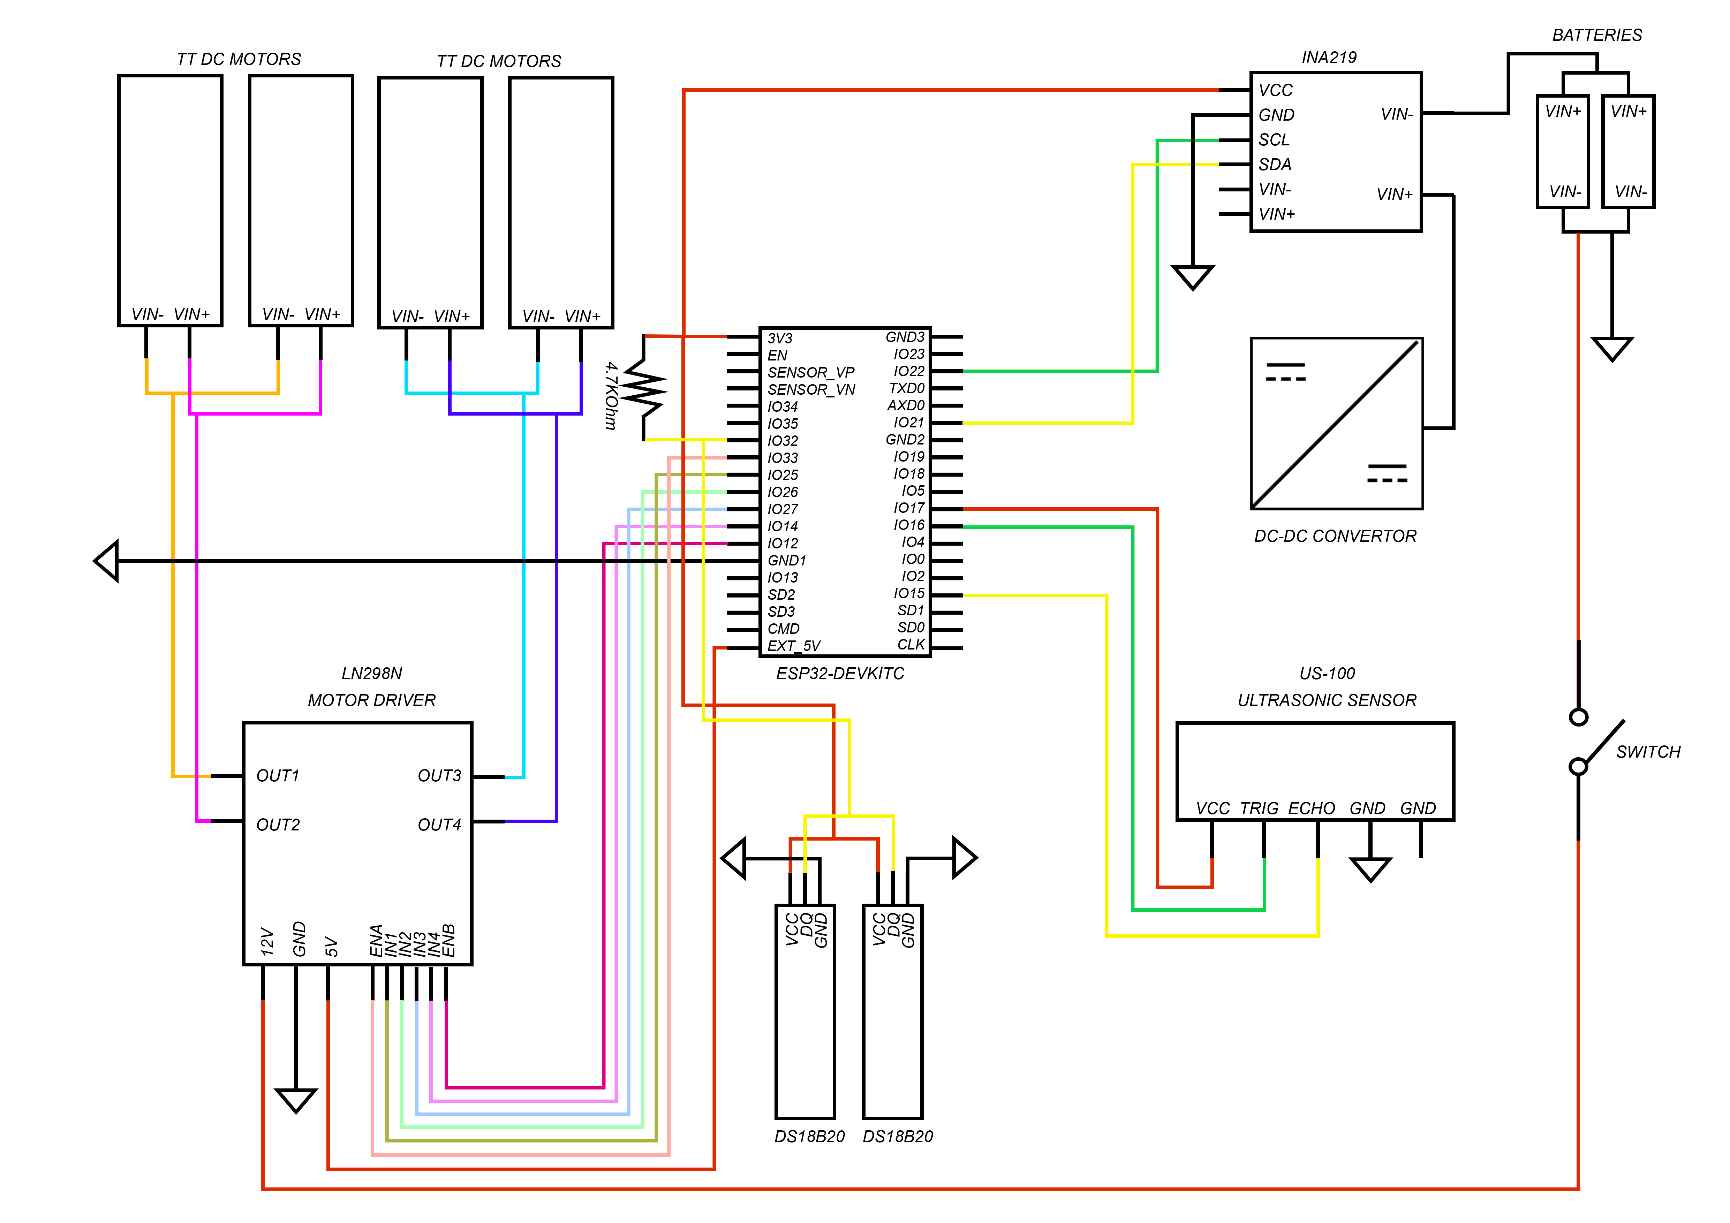 TT DC MOTORS
TT DC MOTORS
VIN- VIN+
VIN- VIN+
VIN- VIN+
VIN- VIN+
INA219
VCC
GND
SCL
SDA
VIN-
VIN+
VIN-
VIN+
BATTERIES
VIN+
VIN-
VIN+
VIN-
4.7KOhm
3V3
EN
SENSOR_VP
SENSOR_VN
IO34
IO35
IO32
IO33
IO25
IO26
IO27
IO14
IO12
GND1
IO13
SD2
SD3
CMD
EXT_5V
GND3
IO23
IO22
TXD0
AXD0
IO21
GND2
IO19
IO18
IO5
IO17
IO16
IO4
IO0
IO2
IO15
SD1
SD0
CLK
ESP32-DEVKITC
DC-DC CONVERTOR
LN298N
MOTOR DRIVER
OUT1
OUT2
OUT3
OUT4
12V
GND
5V
ENA
IN1
IN2
IN3
IN4
ENB
US-100
ULTRASONIC SENSOR
VCC TRIG ECHO GND GND
SWITCH
VCC
DQ
GND
VCC
DQ
GND
DS18B20
DS18B20